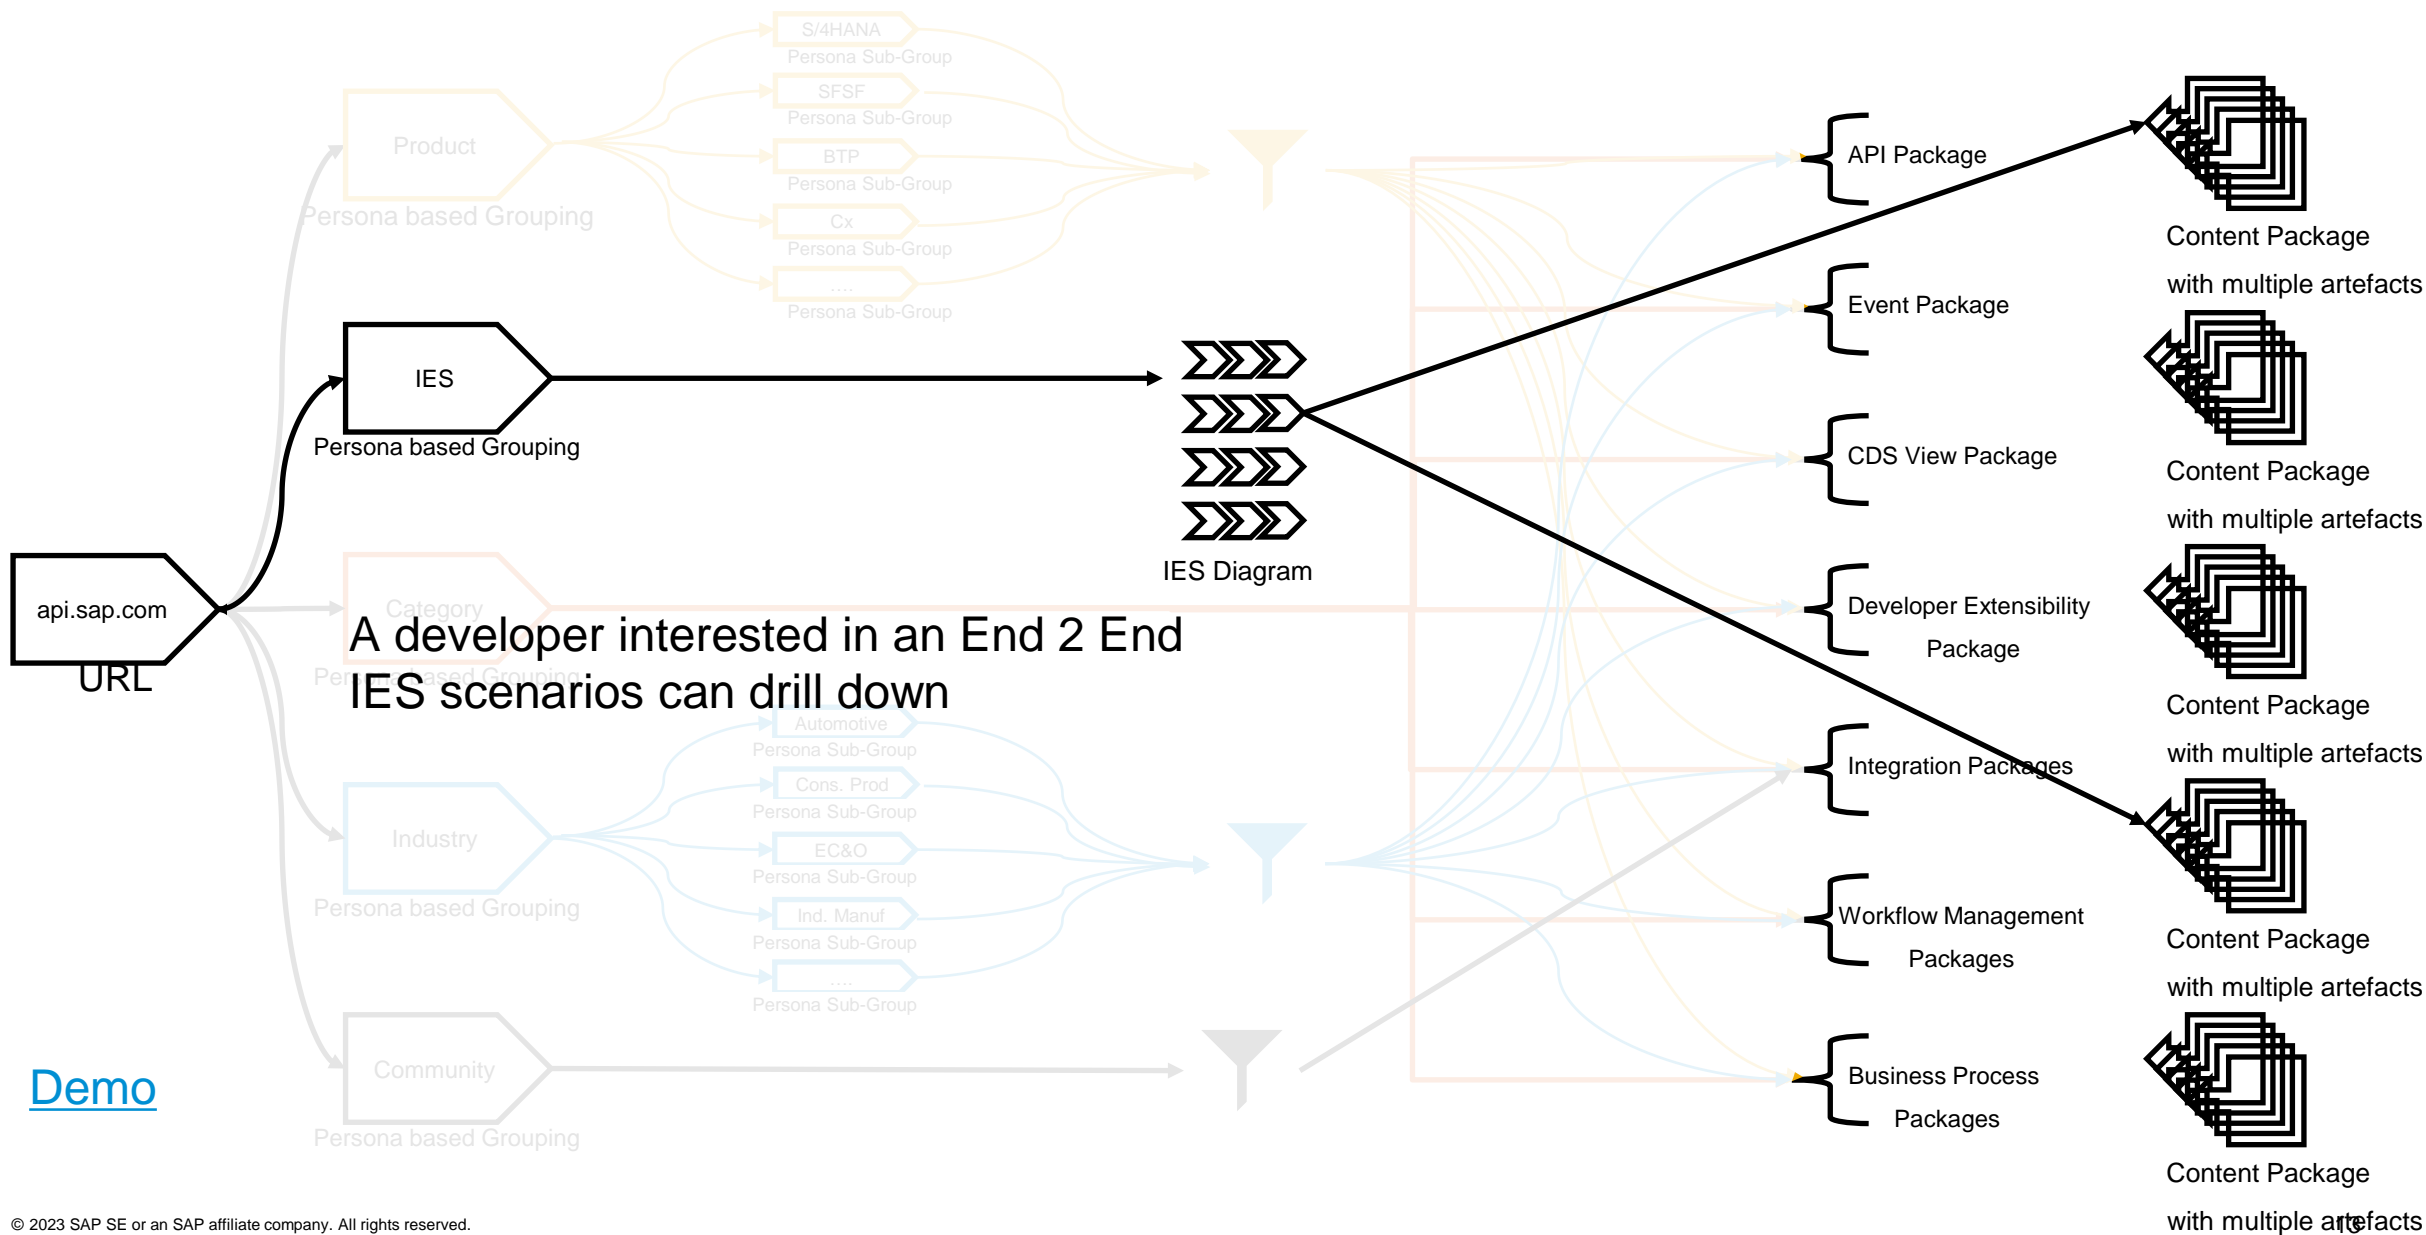 S/4HANA
Persona Sub-Group
SFSF
Persona Sub-Group
Product
BTP
Persona Sub-Group
Persona based Grouping
Cx
Persona Sub-Group
....
Persona Sub-Group
IES
Persona based Grouping
IES Diagram
api.sap.com
URL
Category
Persona based Grouping
A developer interested in an End 2 End
IES scenarios can drill down
Automotive
Persona Sub-Group
Cons. Prod
Persona Sub-Group
Industry
EC&O
Persona Sub-Group
Persona based Grouping
Ind. Manuf
Persona Sub-Group
....
Persona Sub-Group
Community
Persona based Grouping
Demo
API Package
Event Package
CDS View Package
Developer Extensibility
Package
Integration Packages
Workflow Management
Packages
Business Process
Packages
Content Package
with multiple artefacts
Content Package
with multiple artefacts
Content Package
with multiple artefacts
Content Package
with multiple artefacts
Content Package
with multiple artefacts
© 2023 SAP SE or an SAP affiliate company. All rights reserved.
13